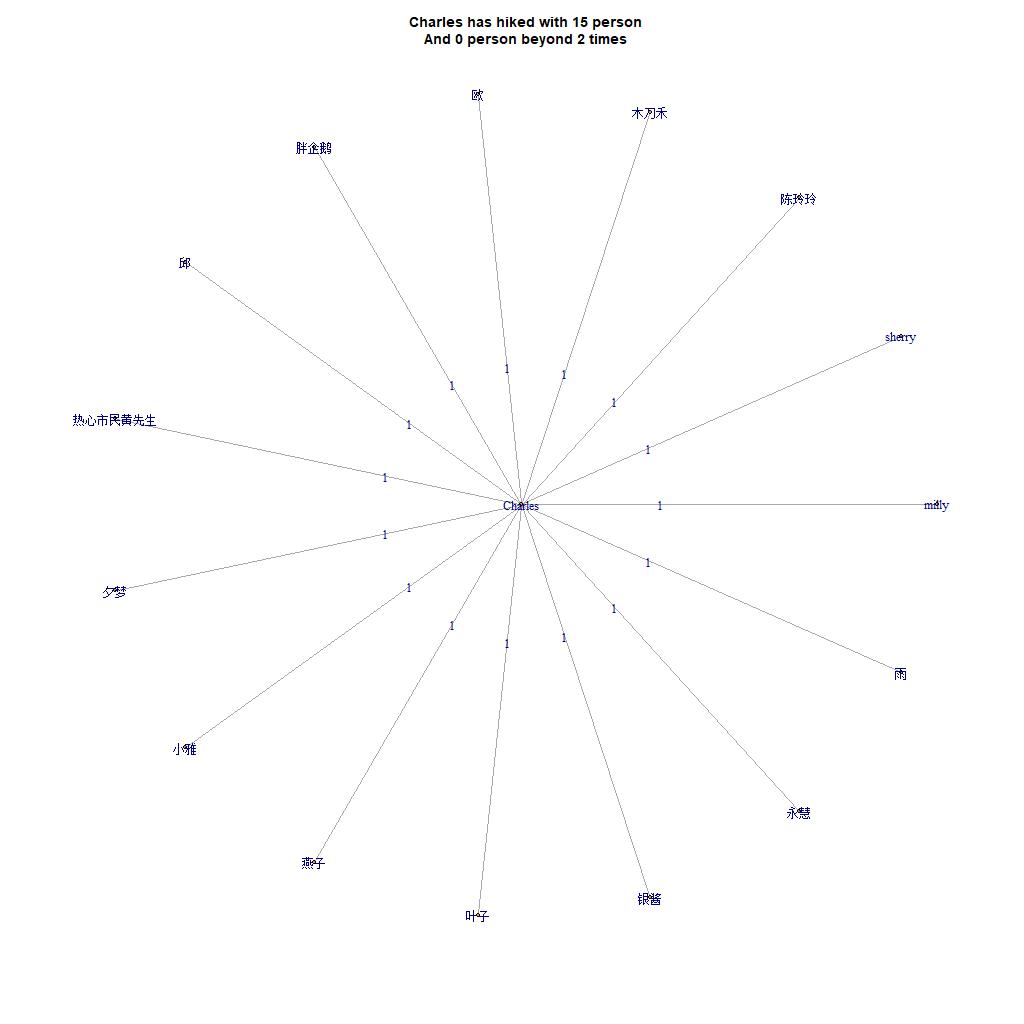 Charles has hiked with 15 person
And 0 person beyond 2 times
欧
木刃禾
胖企鹅
陈玲玲
邱
sherry
1
1
1
1
1
热心市民黄先生
1
1
Charles
1
milly
1
1
1
夕梦
1
1
1
1
雨
小雅
永慧
燕子
银酱
叶子